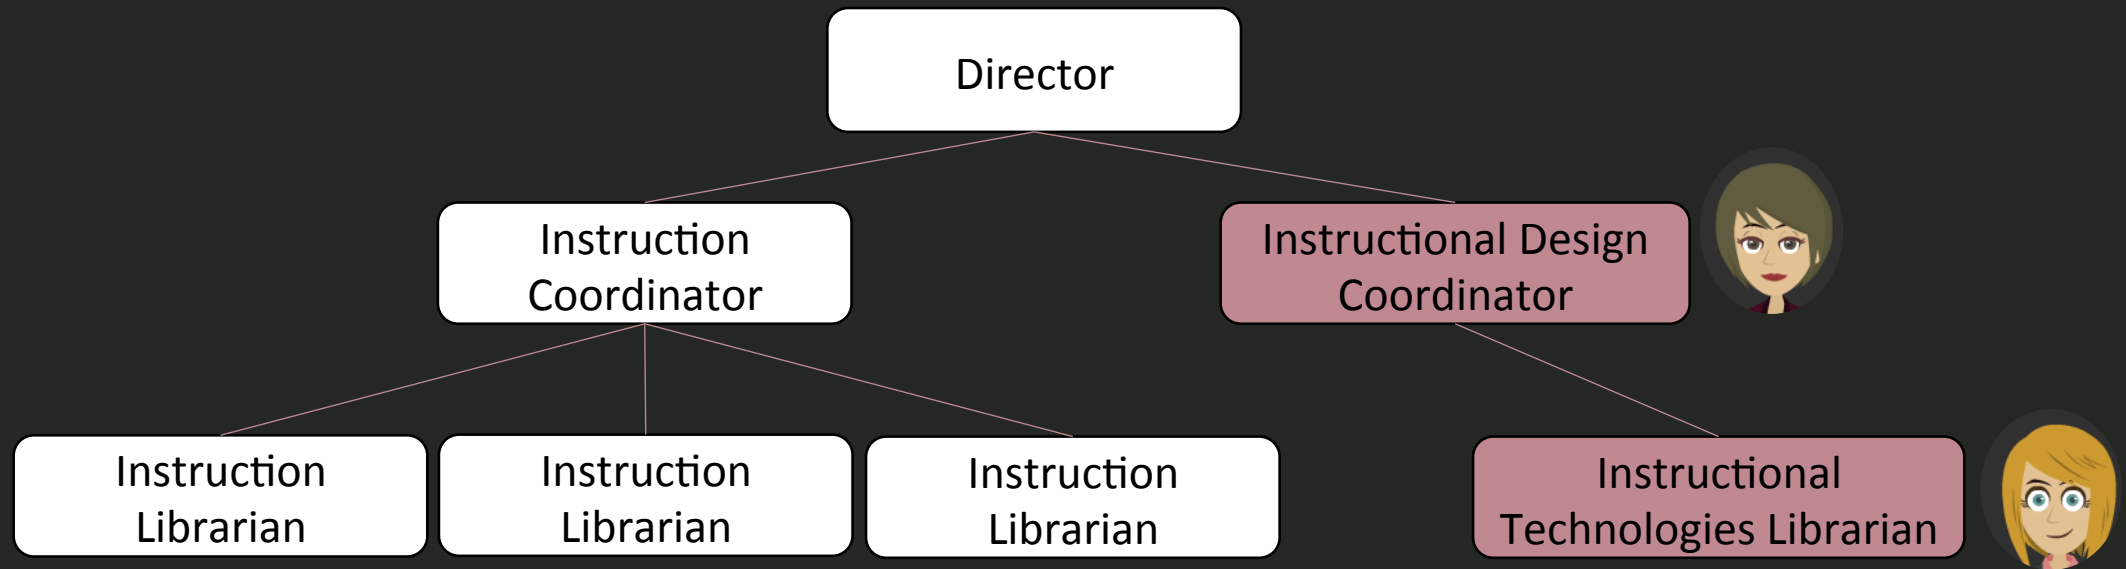 Director
Instruction
Coordinator
Instructional Design
Coordinator
Instruction
Librarian
Instruction
Librarian
Instruction
Librarian
Instructional
Technologies Librarian